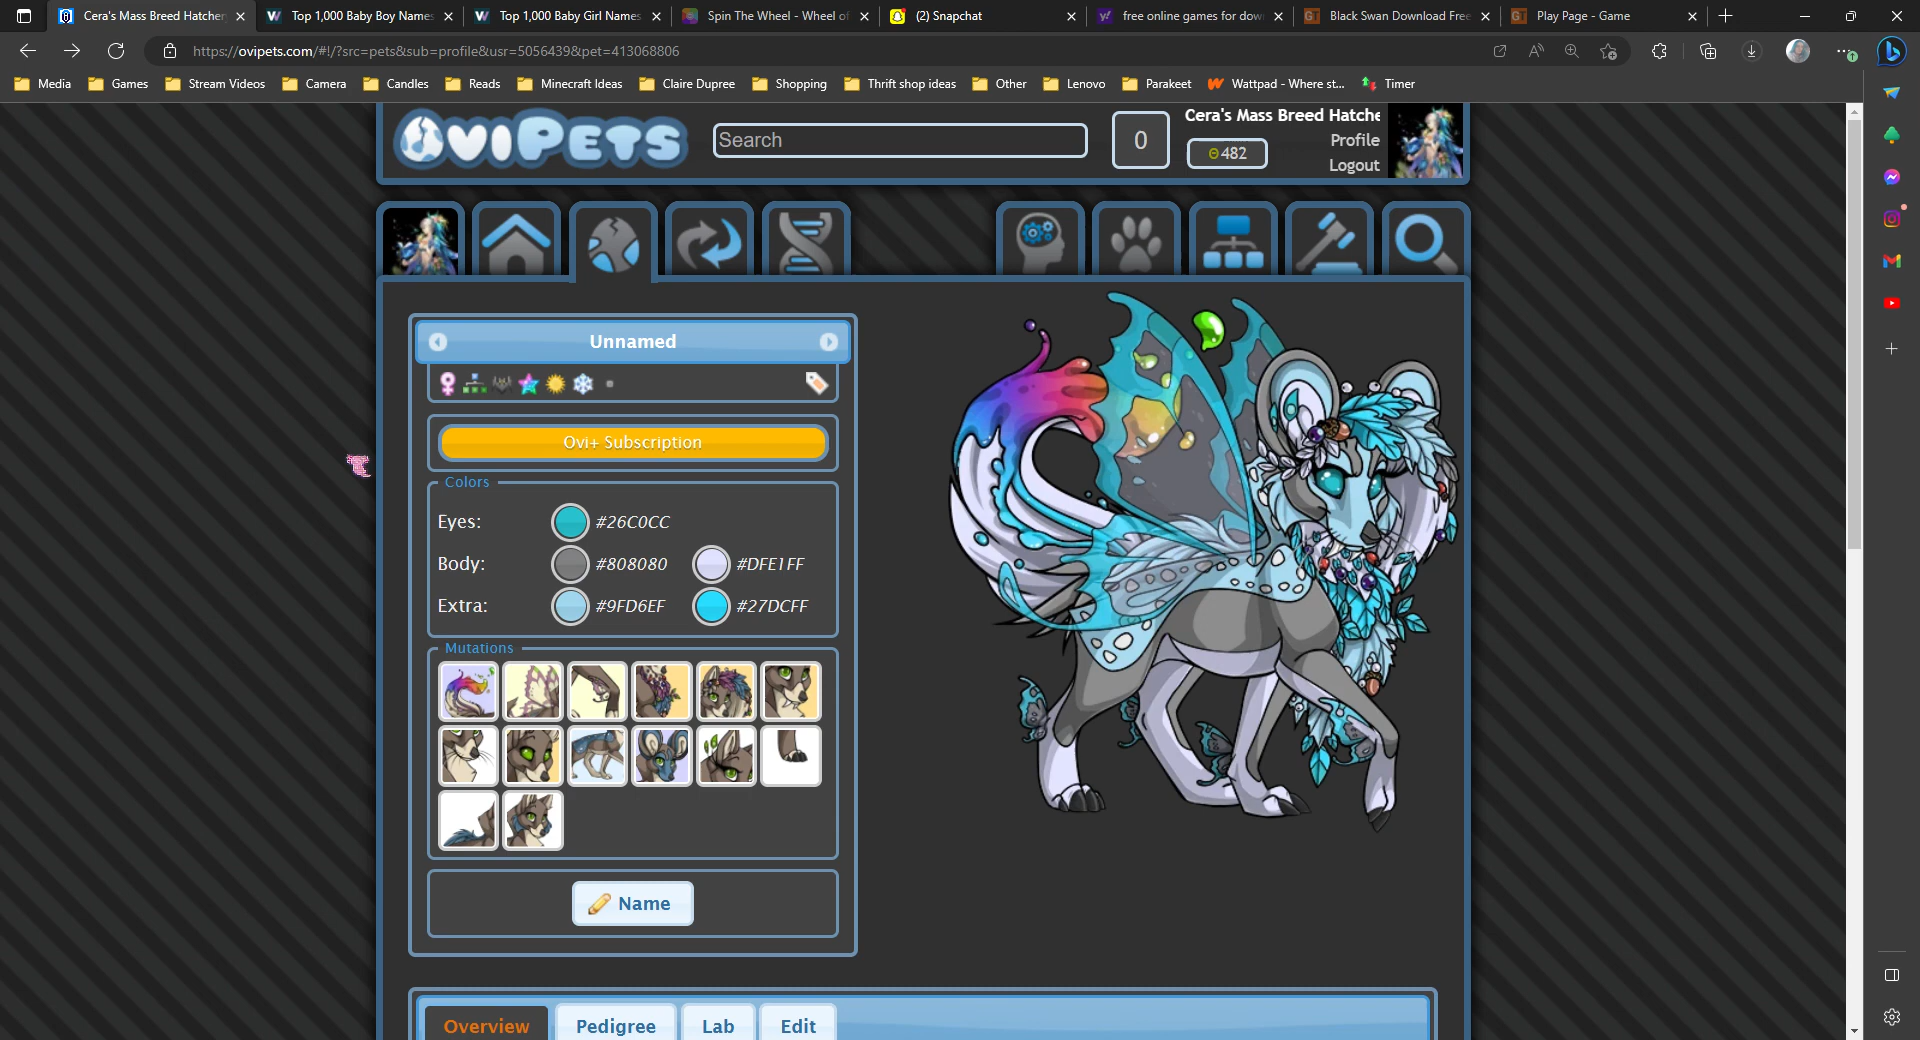 Cera's Mass Breed Hatcher
Top 1,000 Baby Boy Names
Top 1,000 Baby Girl Names
Spin The Wheel - Wheel of
(2) Snapchat
free online games for dow
Black Swan Download Free
Play Page - Game
https://ovipets.com/#!/?src=pets&sub=profile&usr=5056439&pet=413068806
Media
Games
Stream Videos
Camera
Candles
Reads
Minecraft Ideas
Claire Dupree
Shopping
Thrift shop ideas
Other
Lenovo
Parakeet
Wattpad - Where st...
Timer
OviPets
Search
0
Cera's Mass Breed Hatche
482
Profile
Logout
Unnamed
Ovi+ Subscription
Colors
Eyes: #26C0CC
Body: #808080 #DFE1FF
Extra: #9FD6EF #27DCFF
Mutations
Name
Overview
Pedigree
Lab
Edit